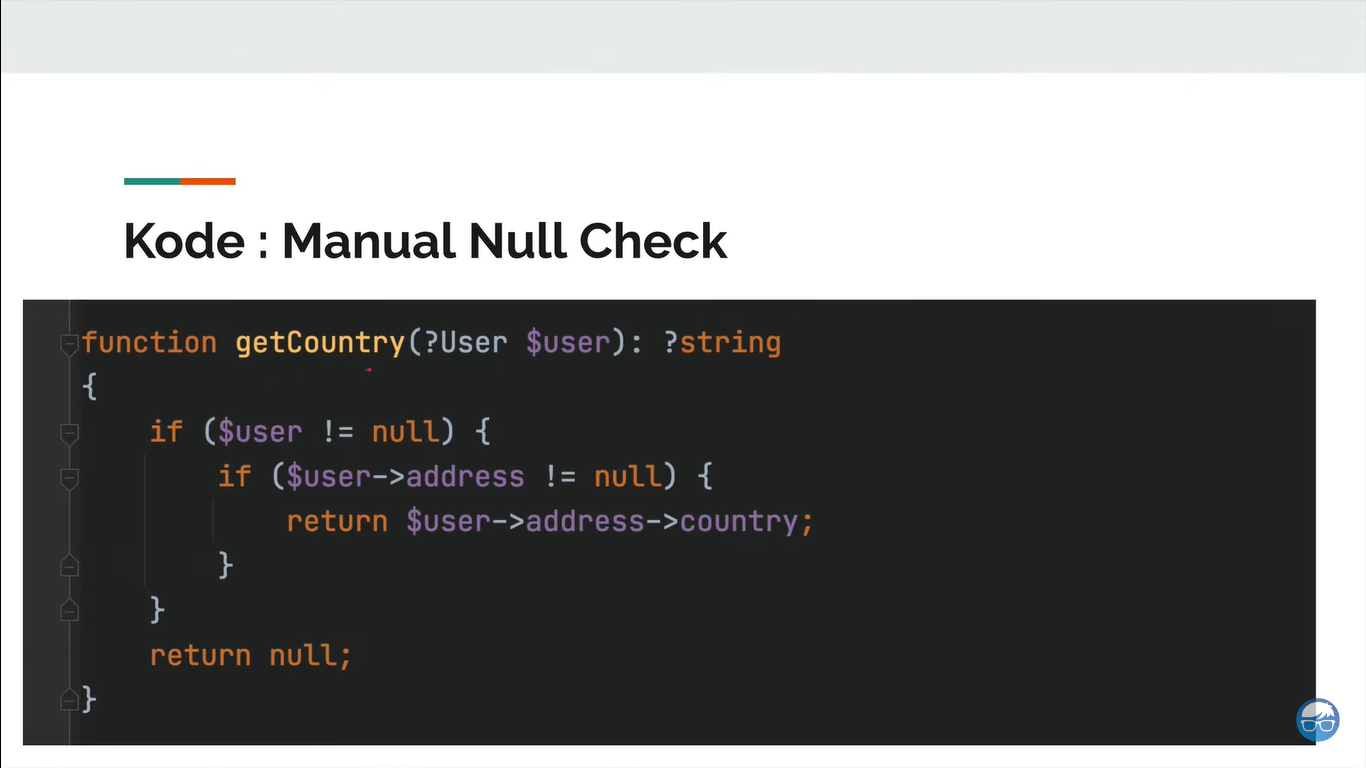 Kode : Manual Null Check
function getCountry(?User $user): ?string
{
    if ($user != null) {
        if ($user->address != null) {
            return $user->address->country;
        }
    }
    return null;
}